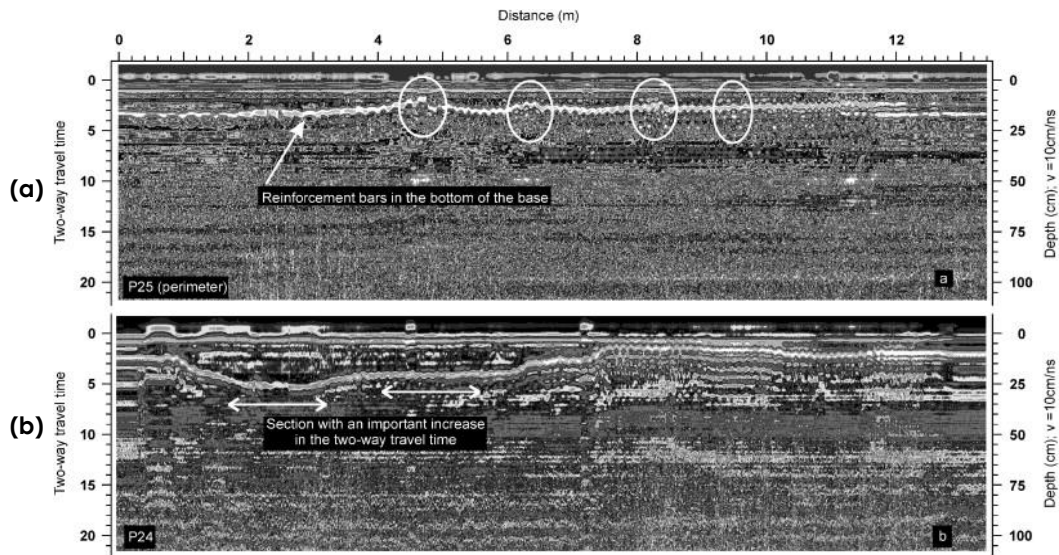 Distance (m)
0 2 4 6 8 10 12
(a)
Two-way travel time
0
5
10
15
20
Reinforcement bars in the bottom of the base
P25 (perimeter)
a
0
25
50
75
100
Depth (cm); v =10cm/ns
(b)
Two-way travel time
0
5
10
15
20
Section with an important increase
in the two-way travel time
P24
b
0
25
50
75
100
Depth (cm); v =10cm/ns